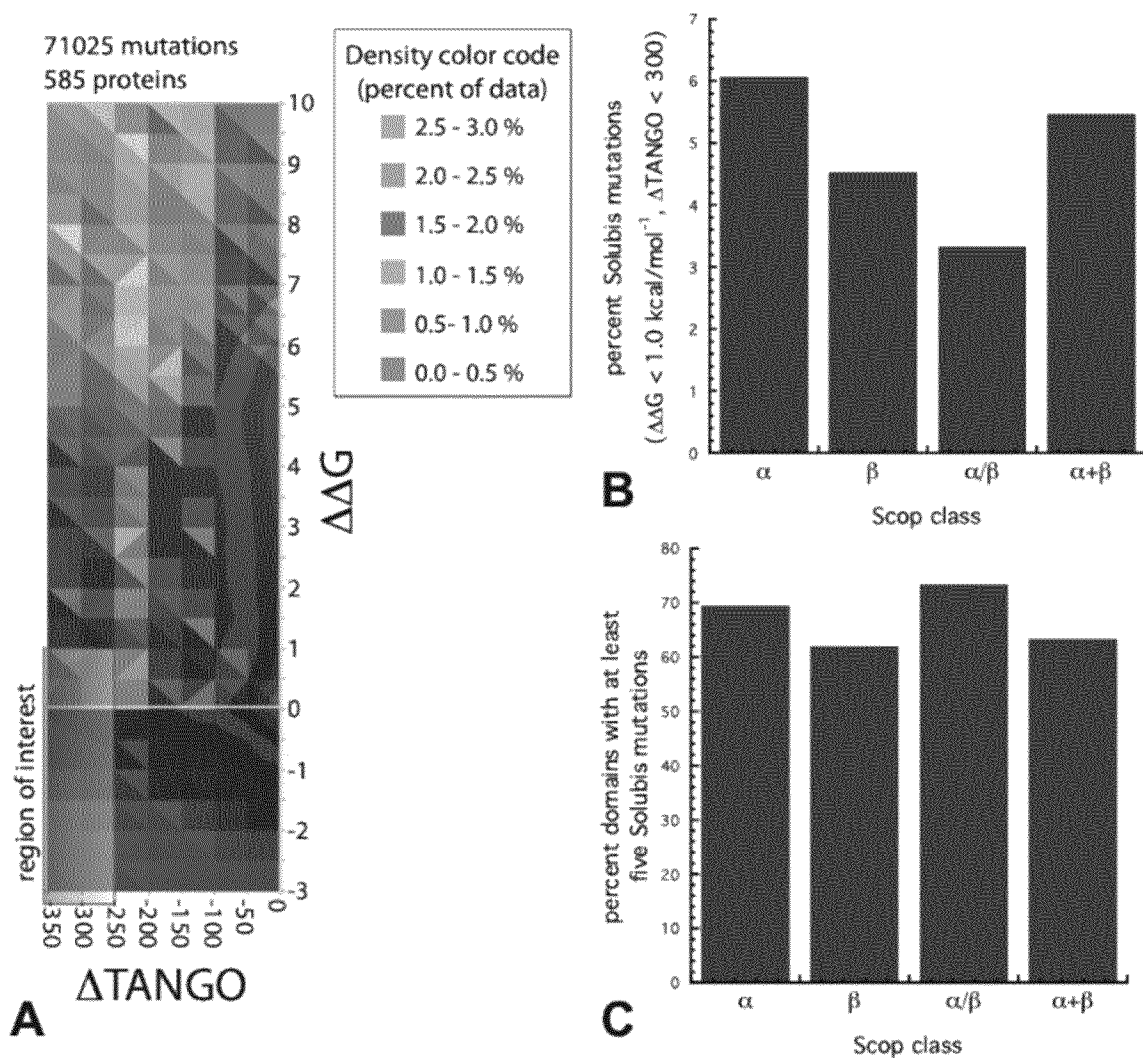 71025 mutations
585 proteins
10
9
8
7
6
5
4
3
2
1
0
-1
-2
-3
ΔΔG
region of interest
-350
-300
-250
-200
-150
-100
-50
0
ΔTANGO
A
Density color code
(percent of data)
2.5 - 3.0 %
2.0 - 2.5 %
1.5 - 2.0 %
1.0 - 1.5 %
0.5- 1.0 %
0.0 - 0.5 %
percent Solubis mutations
(ΔΔG < 1.0 kcal/mol⁻¹, ΔTANGO < 300)
7
6
5
4
3
2
1
0
α
β
α/β
α+β
Scop class
B
percent domains with at least
five Solubis mutations
80
70
60
50
40
30
20
10
0
α
β
α/β
α+β
Scop class
C